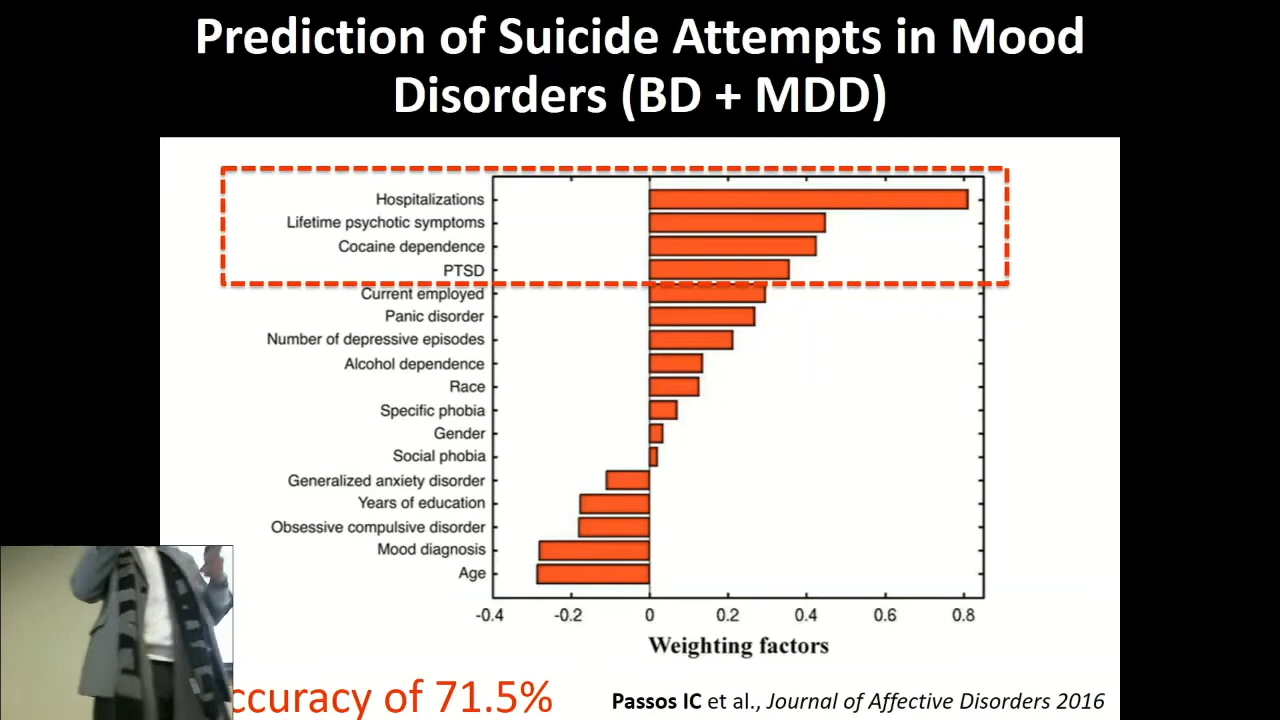 Prediction of Suicide Attempts in Mood
Disorders (BD + MDD)
Hospitalizations
Lifetime psychotic symptoms
Cocaine dependence
PTSD
Current employed
Panic disorder
Number of depressive episodes
Alcohol dependence
Race
Specific phobia
Gender
Social phobia
Generalized anxiety disorder
Years of education
Obsessive compulsive disorder
Mood diagnosis
Age
-0.4 -0.2 0 0.2 0.4 0.6 0.8
Weighting factors
ccuracy of 71.5%
Passos IC et al., Journal of Affective Disorders 2016